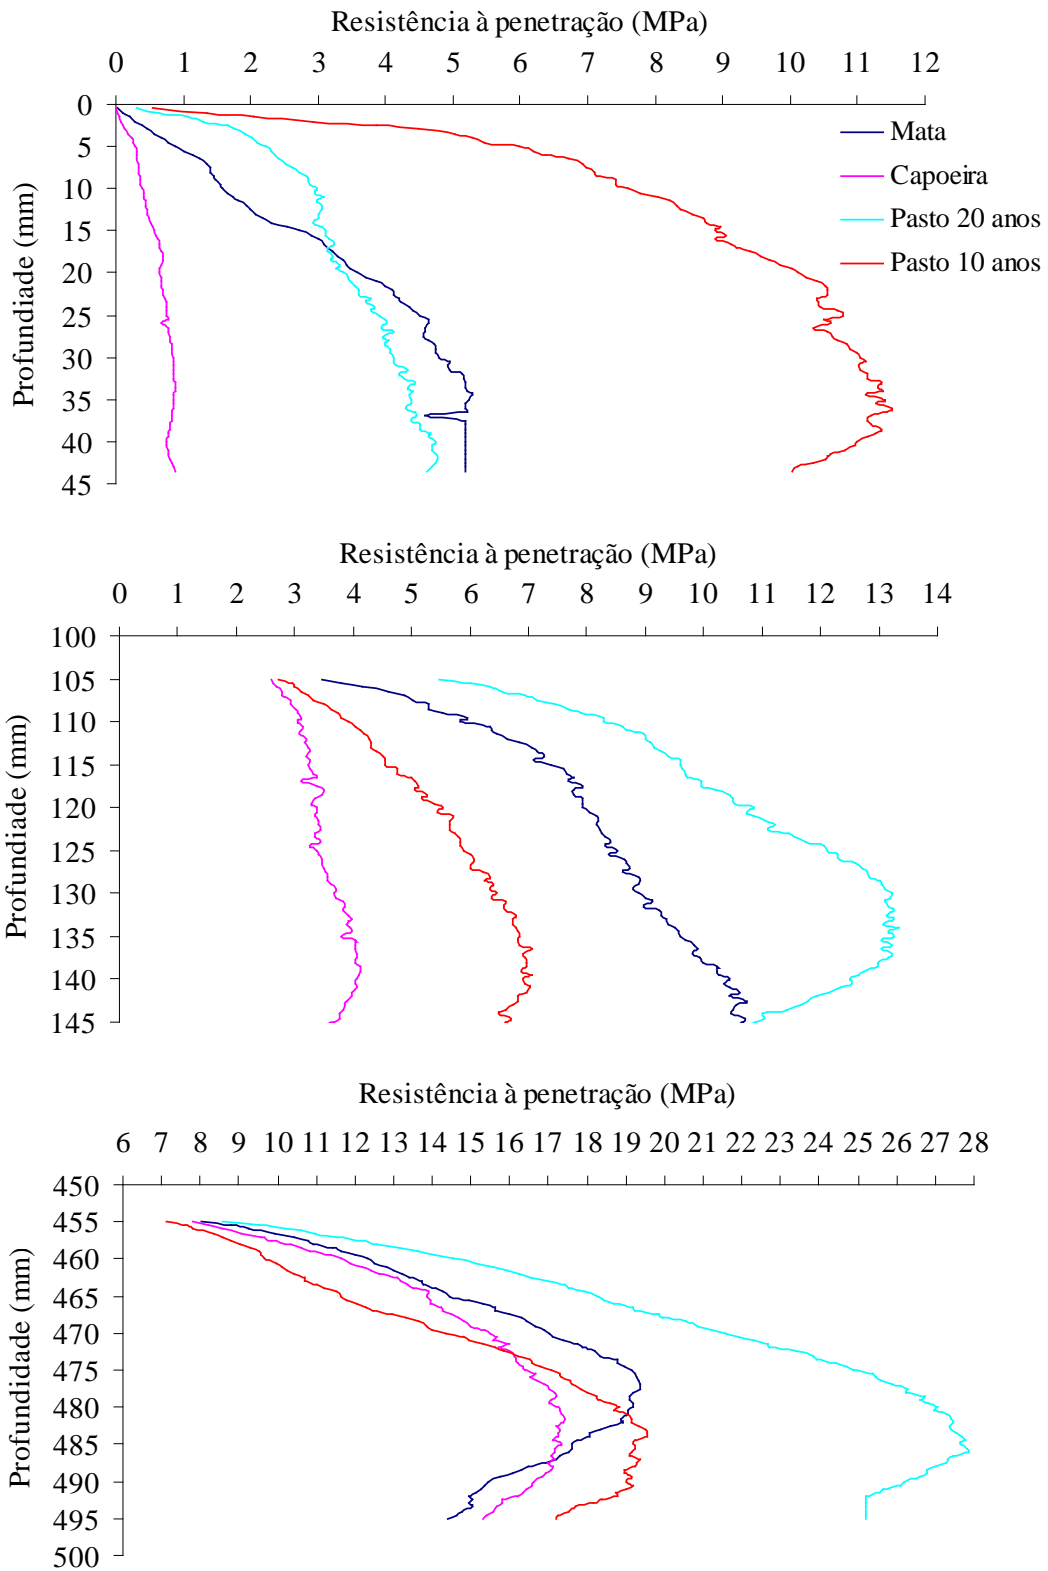 Resistência à penetração (MPa)
0 1 2 3 4 5 6 7 8 9 10 11 12
0
5
10
15
20
25
30
35
40
45
Profundiade (mm)
Mata
Capoeira
Pasto 20 anos
Pasto 10 anos
Resistência à penetração (MPa)
0 1 2 3 4 5 6 7 8 9 10 11 12 13 14
100
105
110
115
120
125
130
135
140
145
Profundiade (mm)
Resistência à penetração (MPa)
6 7 8 9 10 11 12 13 14 15 16 17 18 19 20 21 22 23 24 25 26 27 28
450
455
460
465
470
475
480
485
490
495
500
Profundidade (mm)